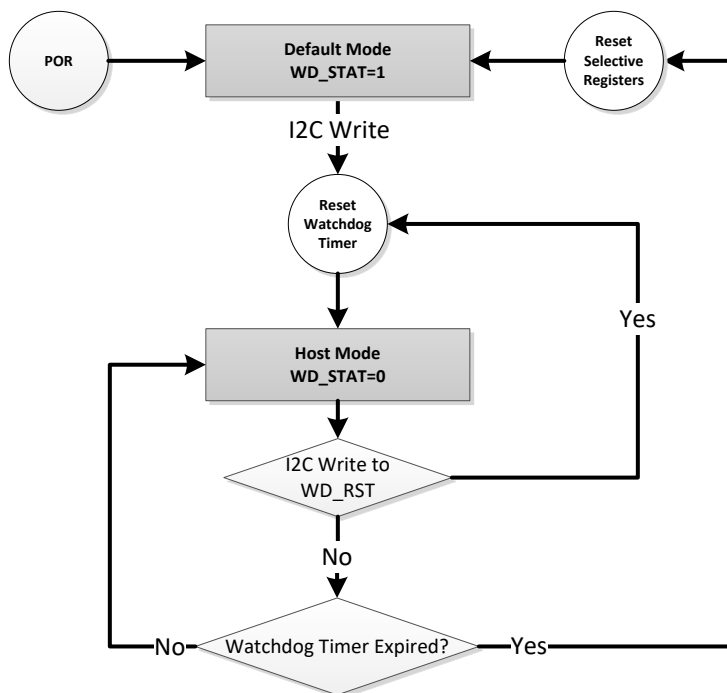 POR
Default Mode
WD_STAT=1
Reset
Selective
Registers
I2C Write
Reset
Watchdog
Timer
Yes
Host Mode
WD_STAT=0
I2C Write to
WD_RST
No
No
Watchdog Timer Expired?
Yes